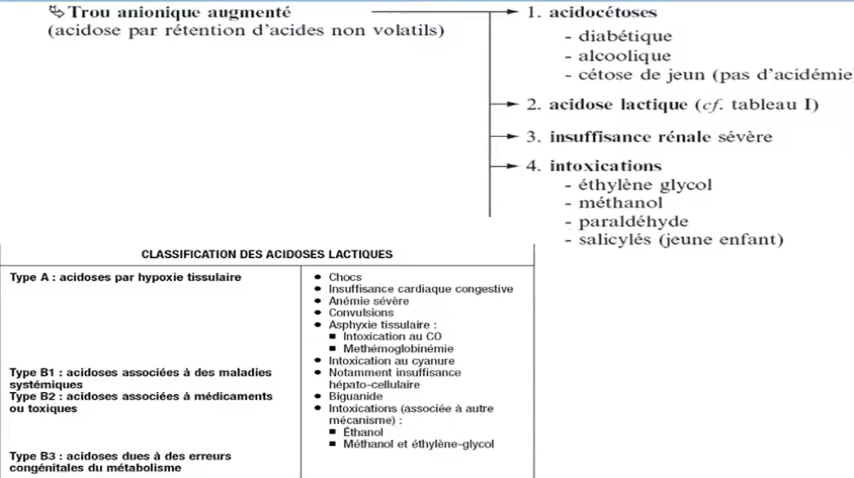 Trou anionique augmenté
(acidose par rétention d'acides non volatils)
1. acidocétoses
- diabétique
- alcoolique
- cétose de jeun (pas d'acidémie
2. acidose lactique (cf. tableau I)
3. insuffisance rénale sévère
4. intoxications
- éthylène glycol
- méthanol
- paraldéhyde
- salicylés (jeune enfant)
CLASSIFICATION DES ACIDOSES LACTIQUES
Type A : acidoses par hypoxie tissulaire
• Chocs
• Insuffisance cardiaque congestive
• Anémie sévère
• Convulsions
• Asphyxie tissulaire :
■ Intoxication au CO
■ Methémoglobinémie
• Intoxication au cyanure
Type B1 : acidoses associées à des maladies
systémiques
• Notamment insuffisance
hépato-cellulaire
Type B2 : acidoses associées à médicaments
ou toxiques
• Biguanide
• Intoxications (associée à autre
mécanisme) :
■ Éthanol
■ Méthanol et éthylène-glycol
Type B3 : acidoses dues à des erreurs
congénitales du métabolisme